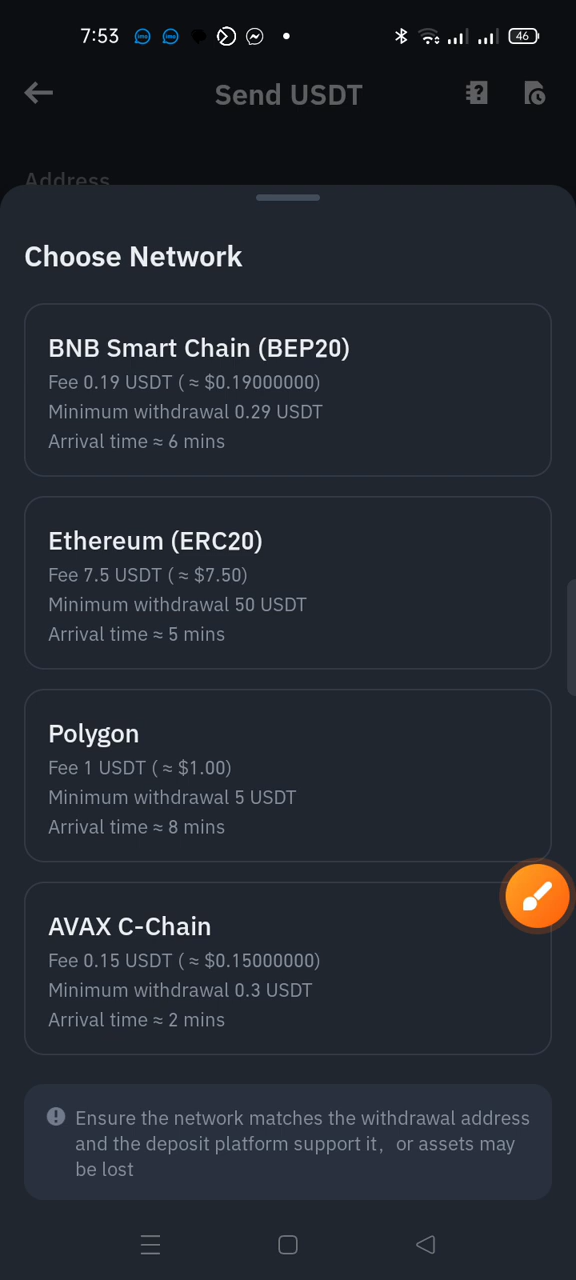 7:53
46
Send USDT
Address
Choose Network
BNB Smart Chain (BEP20)
Fee 0.19 USDT ( ≈ $0.19000000)
Minimum withdrawal 0.29 USDT
Arrival time ≈ 6 mins
Ethereum (ERC20)
Fee 7.5 USDT ( ≈ $7.50)
Minimum withdrawal 50 USDT
Arrival time ≈ 5 mins
Polygon
Fee 1 USDT ( ≈ $1.00)
Minimum withdrawal 5 USDT
Arrival time ≈ 8 mins
AVAX C-Chain
Fee 0.15 USDT ( ≈ $0.15000000)
Minimum withdrawal 0.3 USDT
Arrival time ≈ 2 mins
Ensure the network matches the withdrawal address
and the deposit platform support it，or assets may
be lost